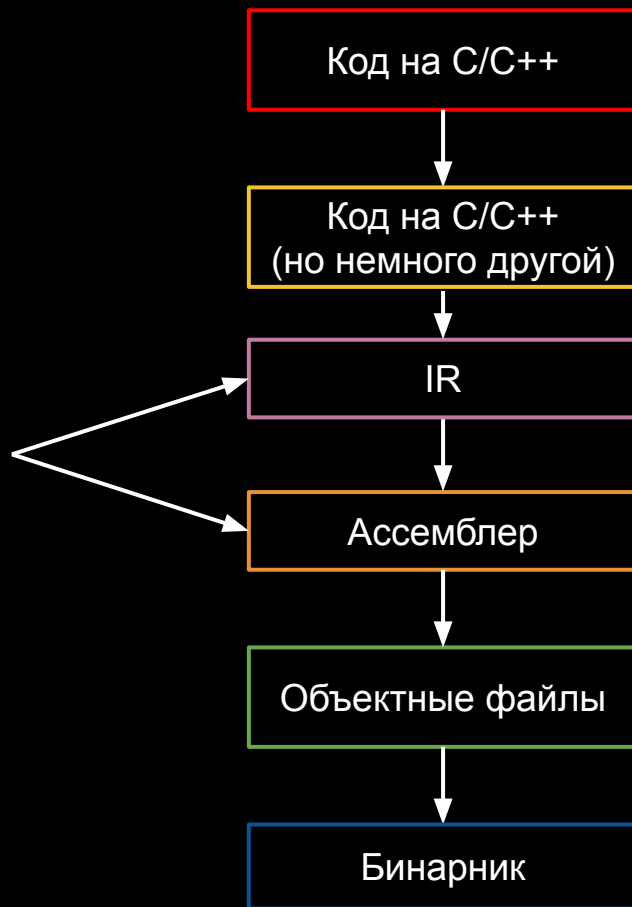 Код на C/C++
Код на C/C++
(но немного другой)
IR
Ассемблер
Объектные файлы
Бинарник